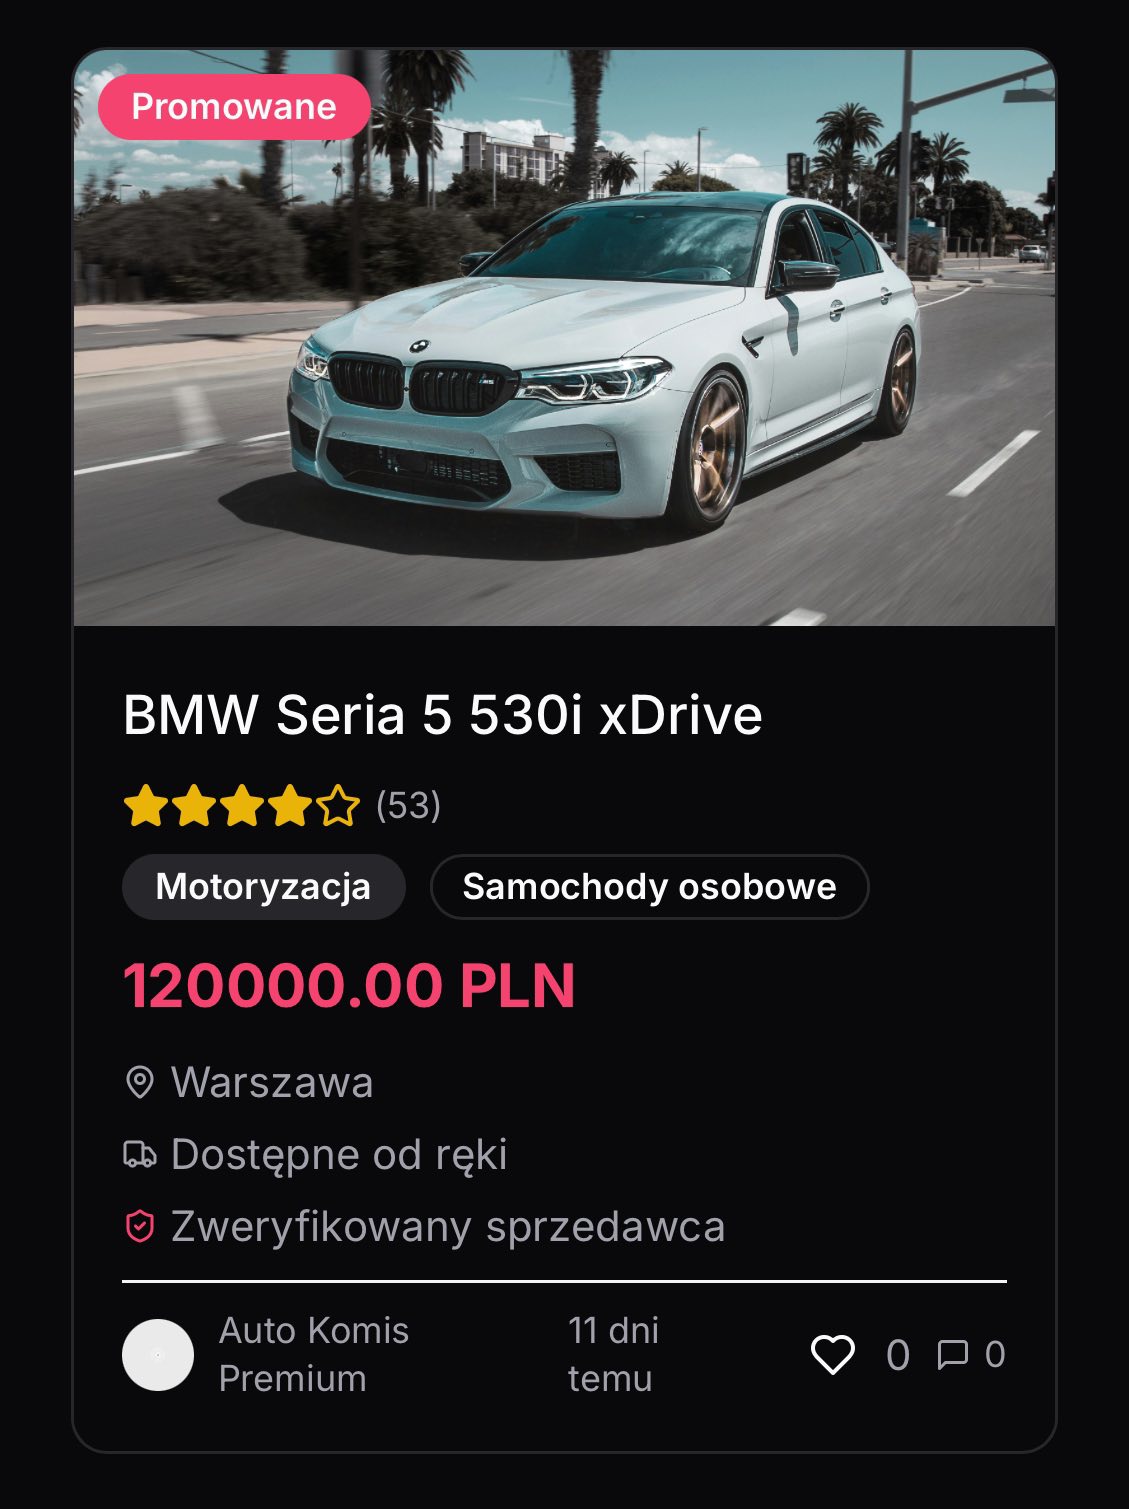 Promowane
BMW Seria 5 530i xDrive
(53)
Motoryzacja
Samochody osobowe
120000.00 PLN
Warszawa
Dostępne od ręki
Zweryfikowany sprzedawca
Auto Komis
Premium
11 dni
temu
0
0